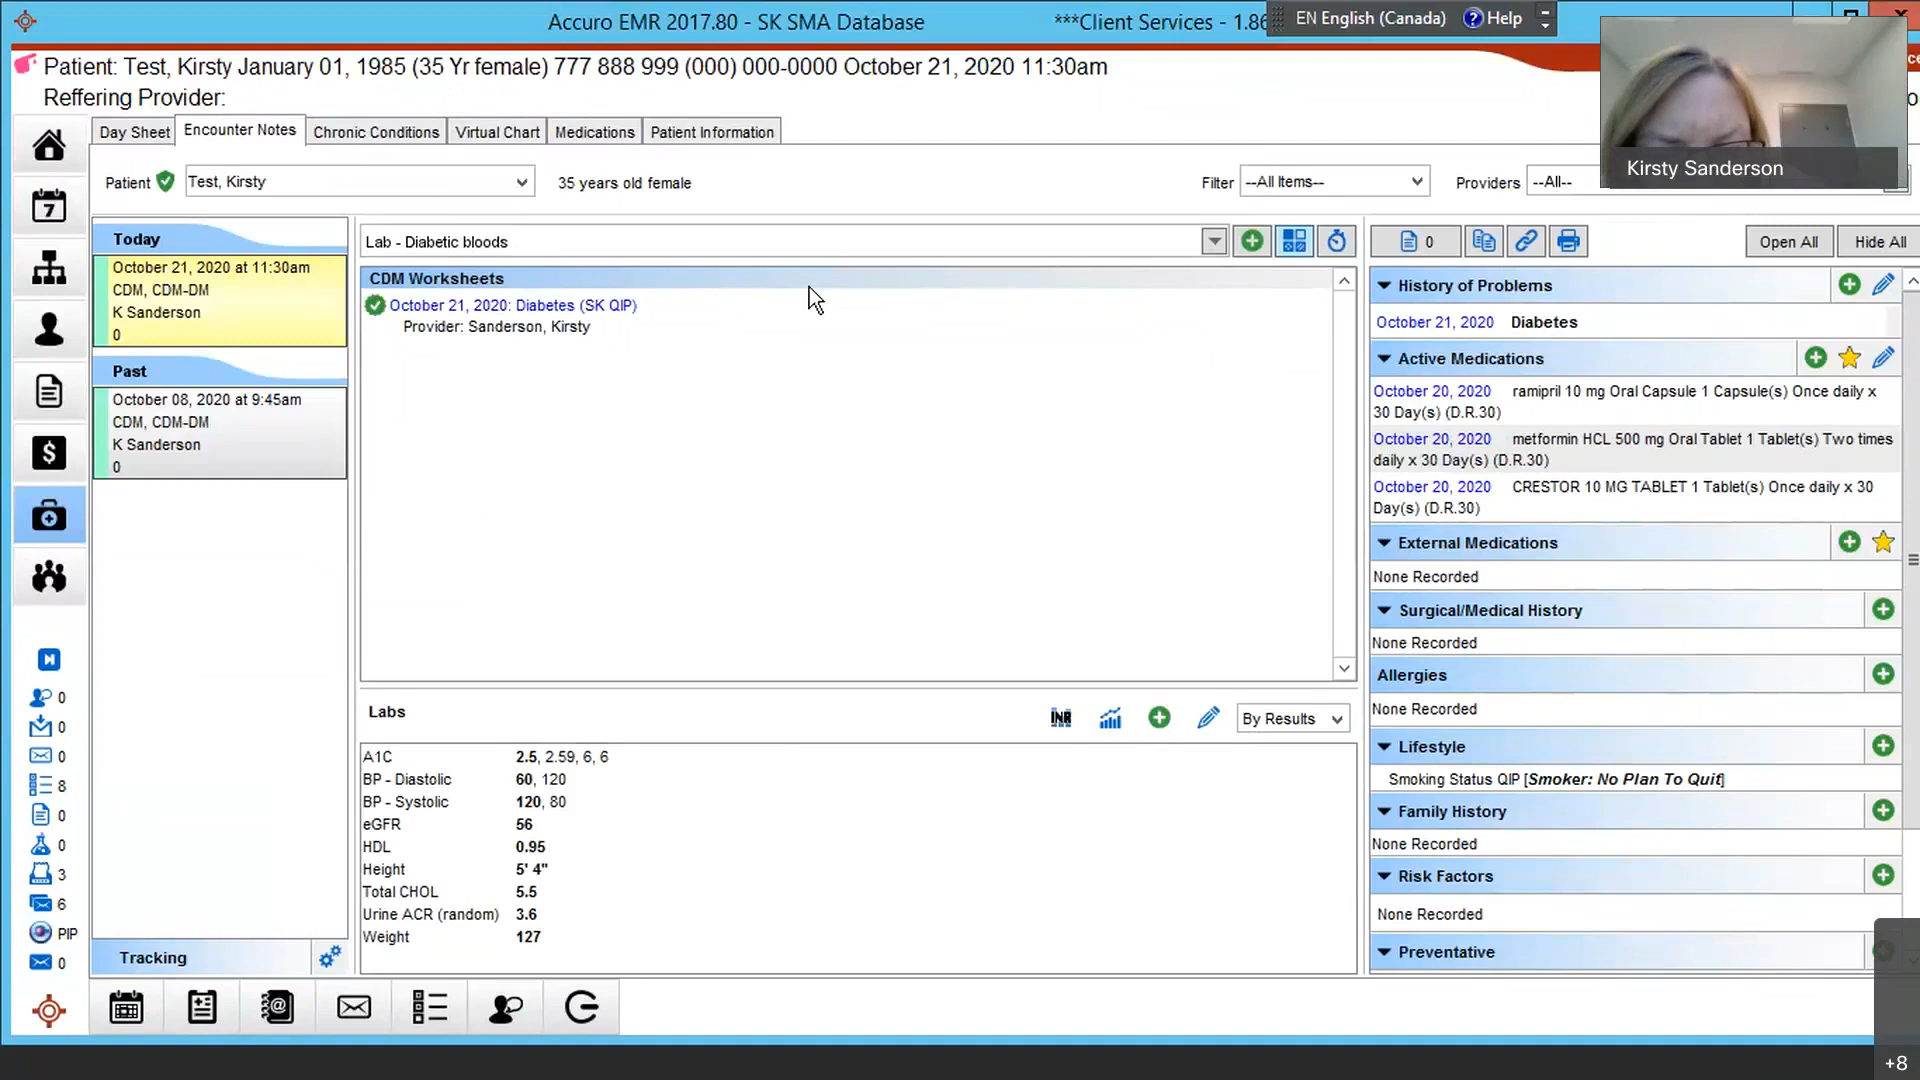 Accuro EMR 2017.80 - SK SMA Database
***Client Services - 1.86
EN English (Canada)
Help
Patient: Test, Kirsty January 01, 1985 (35 Yr female) 777 888 999 (000) 000-0000 October 21, 2020 11:30am
Reffering Provider:
Kirsty Sanderson
Day Sheet
Encounter Notes
Chronic Conditions
Virtual Chart
Medications
Patient Information
Patient
Test, Kirsty
35 years old female
Filter
--All Items--
Providers
--All--
7
Today
October 21, 2020 at 11:30am
CDM, CDM-DM
K Sanderson
0
Past
October 08, 2020 at 9:45am
CDM, CDM-DM
K Sanderson
0
Tracking
Lab - Diabetic bloods
CDM Worksheets
October 21, 2020: Diabetes (SK QIP)
Provider: Sanderson, Kirsty
Labs
INR
By Results
A1C 2.5, 2.59, 6, 6
BP - Diastolic 60, 120
BP - Systolic 120, 80
eGFR 56
HDL 0.95
Height 5' 4"
Total CHOL 5.5
Urine ACR (random) 3.6
Weight 127
0
Open All
Hide All
History of Problems
October 21, 2020 Diabetes
Active Medications
October 20, 2020 ramipril 10 mg Oral Capsule 1 Capsule(s) Once daily x
30 Day(s) (D.R.30)
October 20, 2020 metformin HCL 500 mg Oral Tablet 1 Tablet(s) Two times
daily x 30 Day(s) (D.R.30)
October 20, 2020 CRESTOR 10 MG TABLET 1 Tablet(s) Once daily x 30
Day(s) (D.R.30)
External Medications
None Recorded
Surgical/Medical History
None Recorded
Allergies
None Recorded
Lifestyle
Smoking Status QIP [Smoker: No Plan To Quit]
Family History
None Recorded
Risk Factors
None Recorded
Preventative
0
0
0
8
0
0
3
6
PIP
0
+8